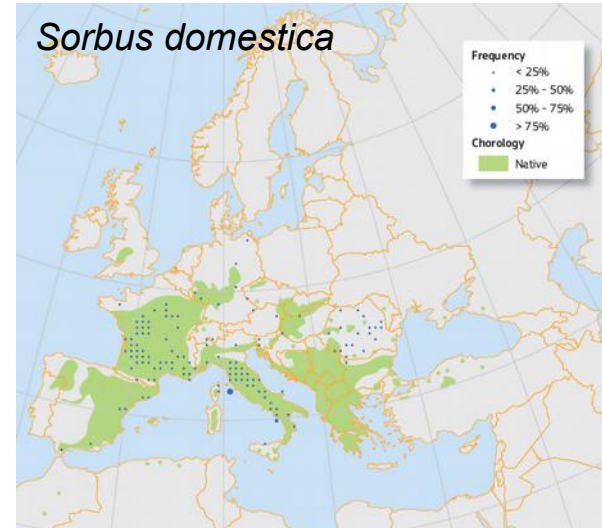 Sorbus domestica
Frequency
< 25%
25% - 50%
50% - 75%
> 75%
Chorology
Native